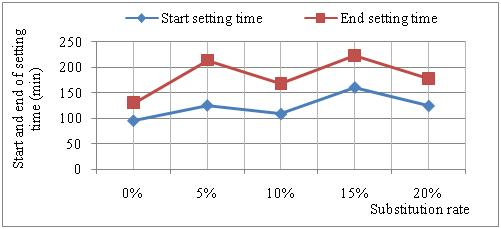 Start setting time
End setting time
Start and end of setting
time (min)
250
200
150
100
50
0
0%
5%
10%
15%
20%
Substitution rate